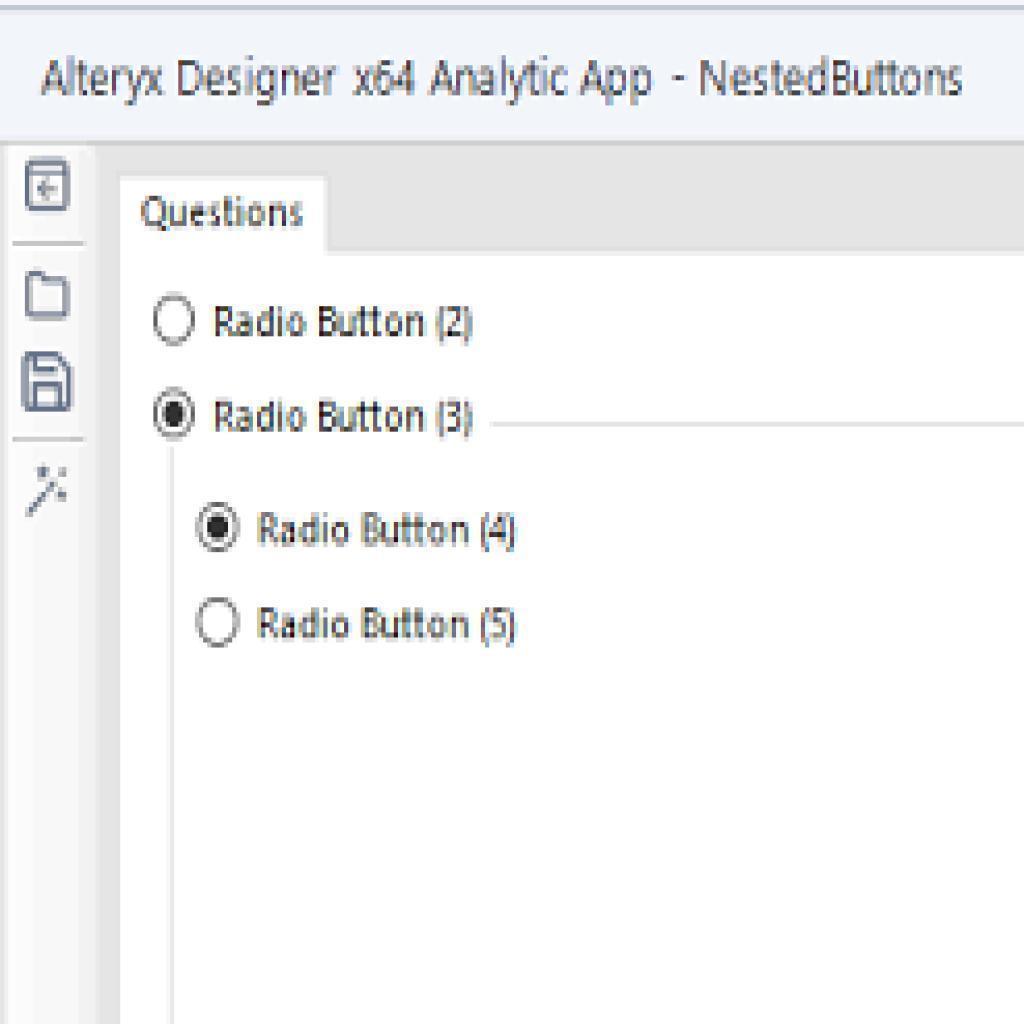 Alteryx Designer x64 Analytic App - NestedButtons
Questions
Radio Button (2)
Radio Button (3)
Radio Button (4)
Radio Button (5)